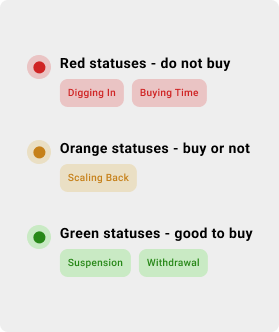 Red statuses - do not buy
Digging In Buying Time
Orange statuses - buy or not
Scaling Back
Green statuses - good to buy
Suspension Withdrawal